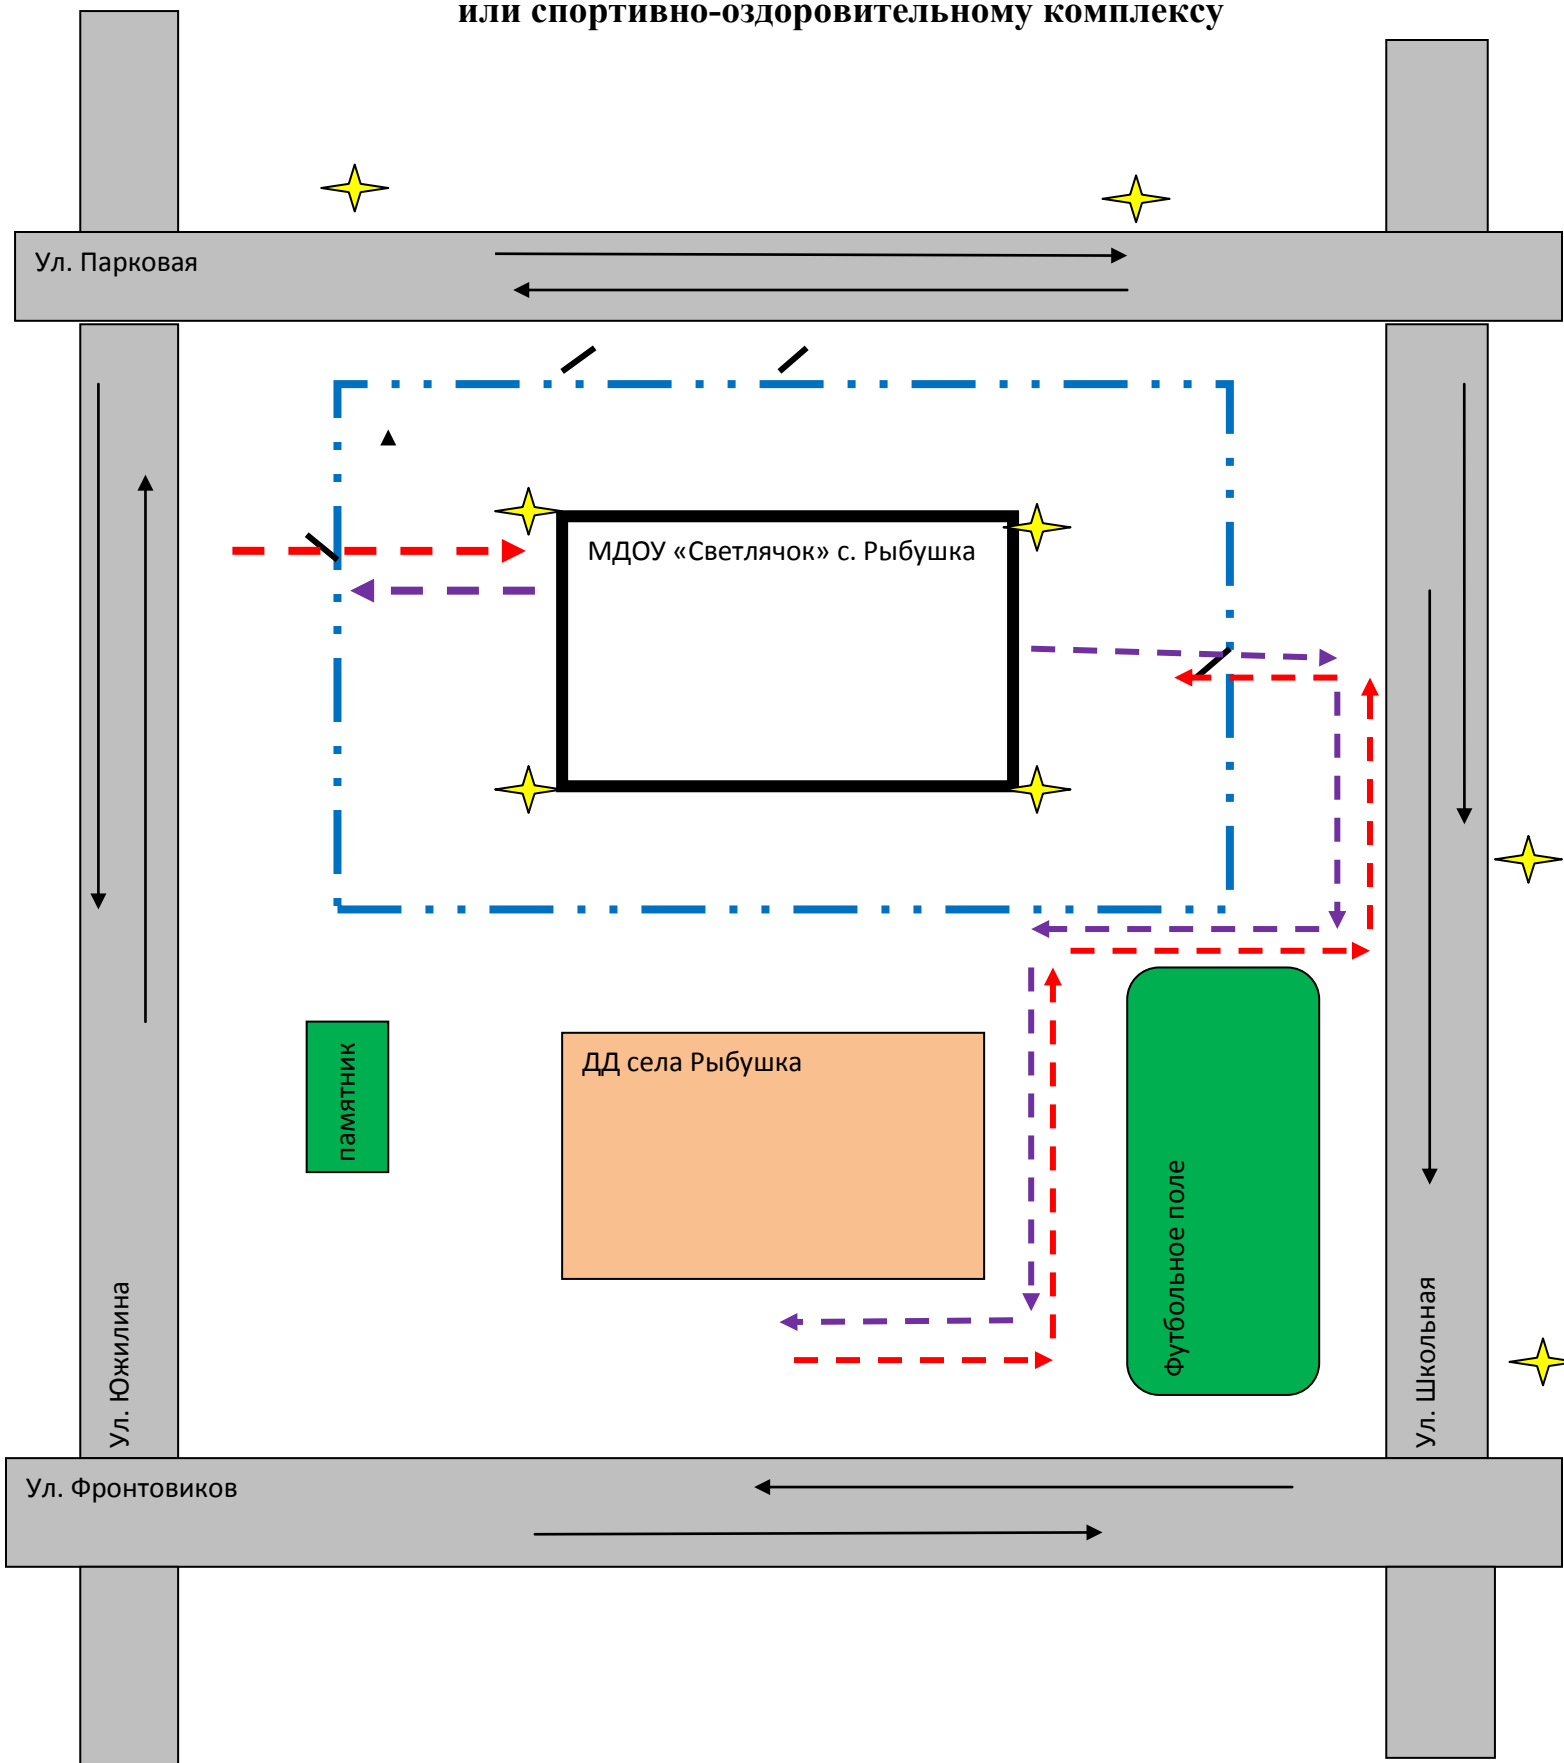 или спортивно-оздоровительному комплексу
Ул. Парковая
МДОУ «Светлячок» с. Рыбушка
памятник
ДД села Рыбушка
Футбольное поле
Ул. Южилина
Ул. Школьная
Ул. Фронтовиков